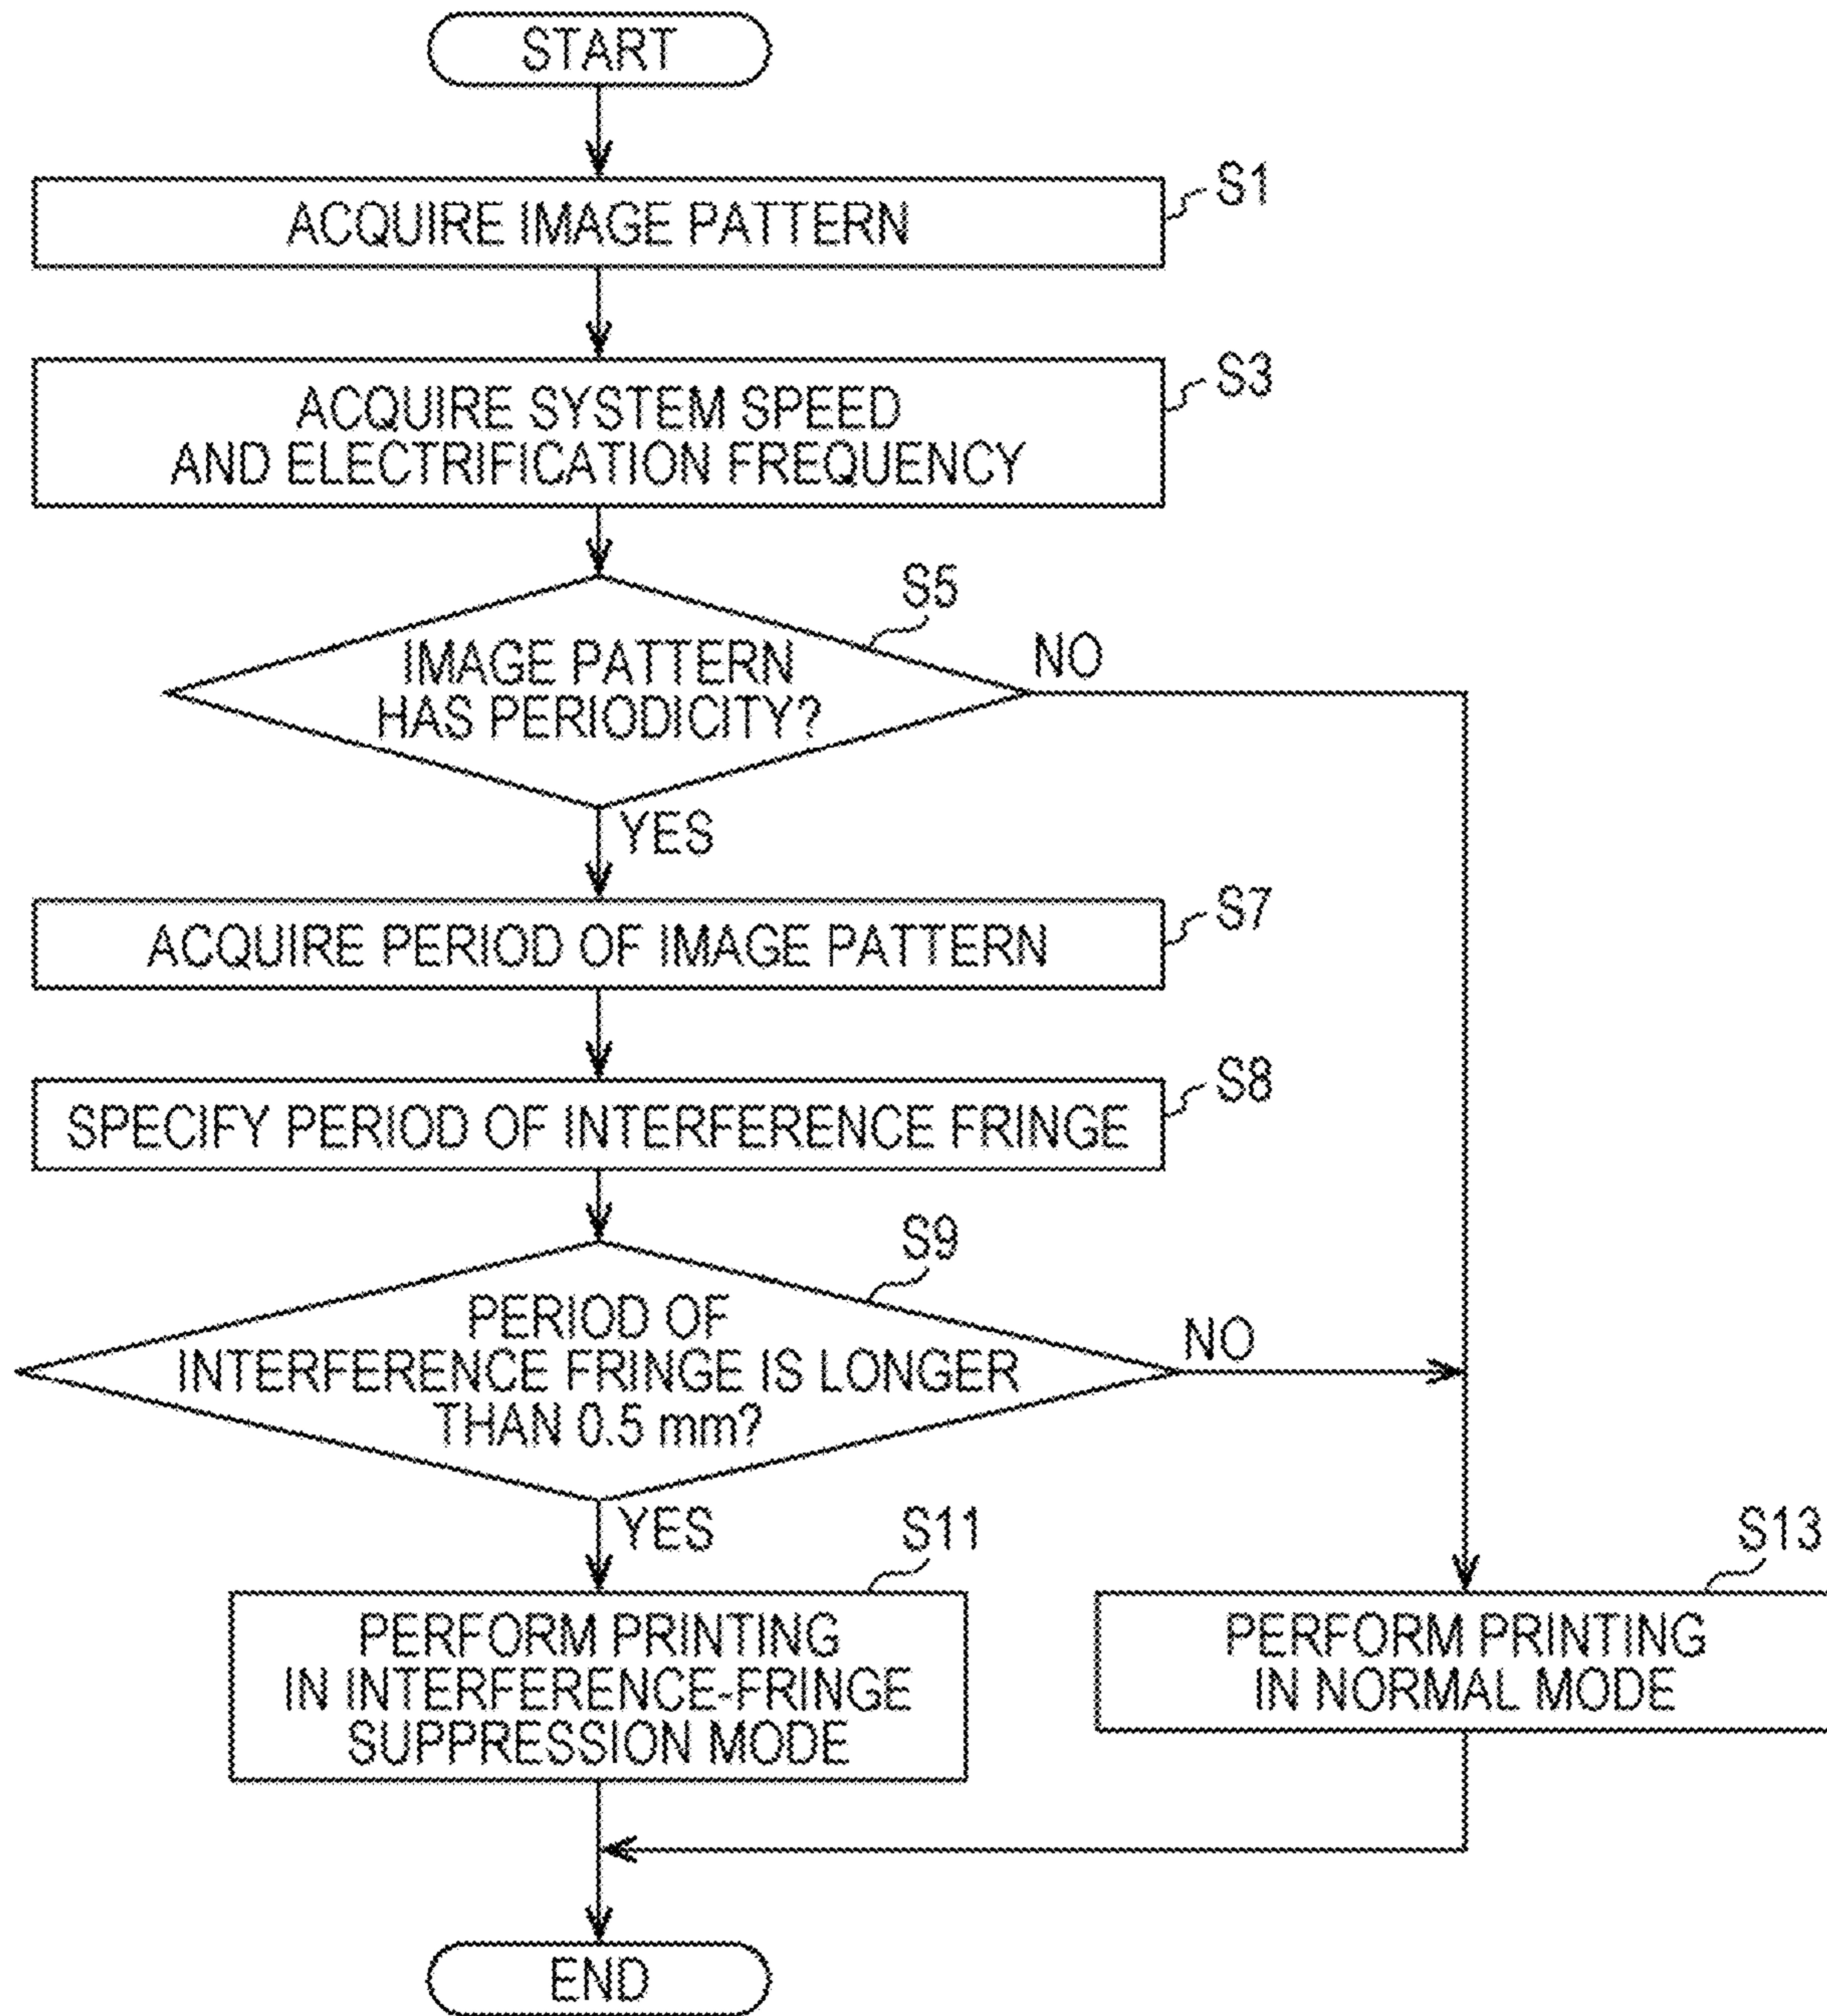 START
S1
ACQUIRE IMAGE PATTERN
S3
ACQUIRE SYSTEM SPEED
AND ELECTRIFICATION FREQUENCY
S5
IMAGE PATTERN
HAS PERIODICITY?
NO
YES
S7
ACQUIRE PERIOD OF IMAGE PATTERN
S8
SPECIFY PERIOD OF INTERFERENCE FRINGE
S9
PERIOD OF
INTERFERENCE FRINGE IS LONGER
THAN 0.5 mm?
NO
YES
S11
PERFORM PRINTING
IN INTERFERENCE-FRINGE
SUPPRESSION MODE
S13
PERFORM PRINTING
IN NORMAL MODE
END